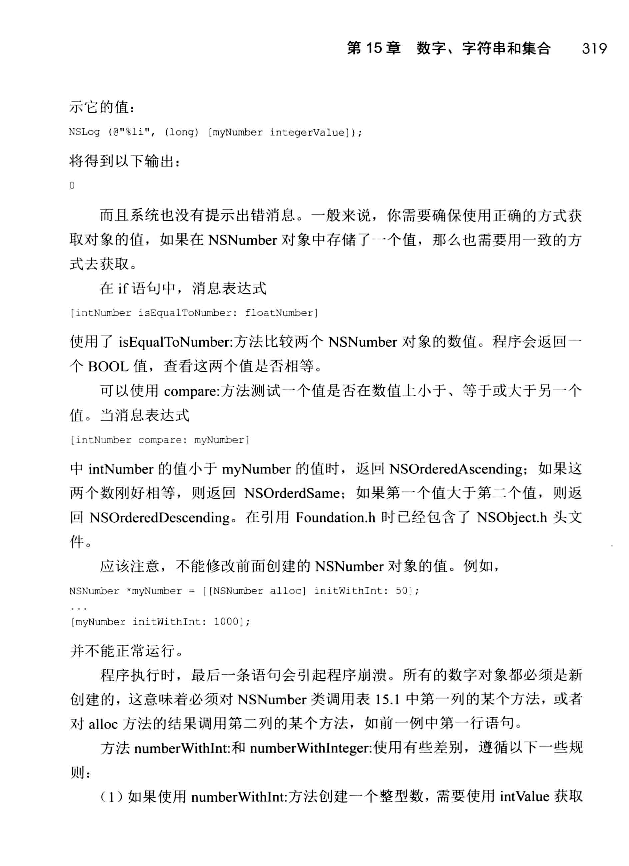 第 15 章 数字、字符串和集合 319
示它的值：
NSLog (@"%li", (long) [myNumber integerValue]);
将得到以下输出：
0
而且系统也没有提示出错消息。一般来说，你需要确保使用正确的方式获
取对象的值，如果在 NSNumber 对象中存储了一个值，那么也需要用一致的方
式去获取。
在 if 语句中，消息表达式
[intNumber isEqualToNumber: floatNumber]
使用了 isEqualToNumber:方法比较两个 NSNumber 对象的数值。程序会返回一
个 BOOL 值，查看这两个值是否相等。
可以使用 compare:方法测试一个值是否在数值上小于、等于或大于另一个
值。当消息表达式
[intNumber compare: myNumber]
中 intNumber 的值小于 myNumber 的值时，返回 NSOrderedAscending；如果这
两个数刚好相等，则返回 NSOrderdSame；如果第一个值大于第二个值，则返
回 NSOrderedDescending。在引用 Foundation.h 时已经包含了 NSObject.h 头文
件。
应该注意，不能修改前面创建的 NSNumber 对象的值。例如，
NSNumber *myNumber = [[NSNumber alloc] initWithInt: 50];
...
[myNumber initWithInt: 1000];
并不能正常运行。
程序执行时，最后一条语句会引起程序崩溃。所有的数字对象都必须是新
创建的，这意味着必须对 NSNumber 类调用表 15.1 中第一列的某个方法，或者
对 alloc 方法的结果调用第二列的某个方法，如前一例中第一行语句。
方法 numberWithInt:和 numberWithInteger:使用有些差别，遵循以下一些规
则：
（1）如果使用 numberWithInt:方法创建一个整型数，需要使用 intValue 获取